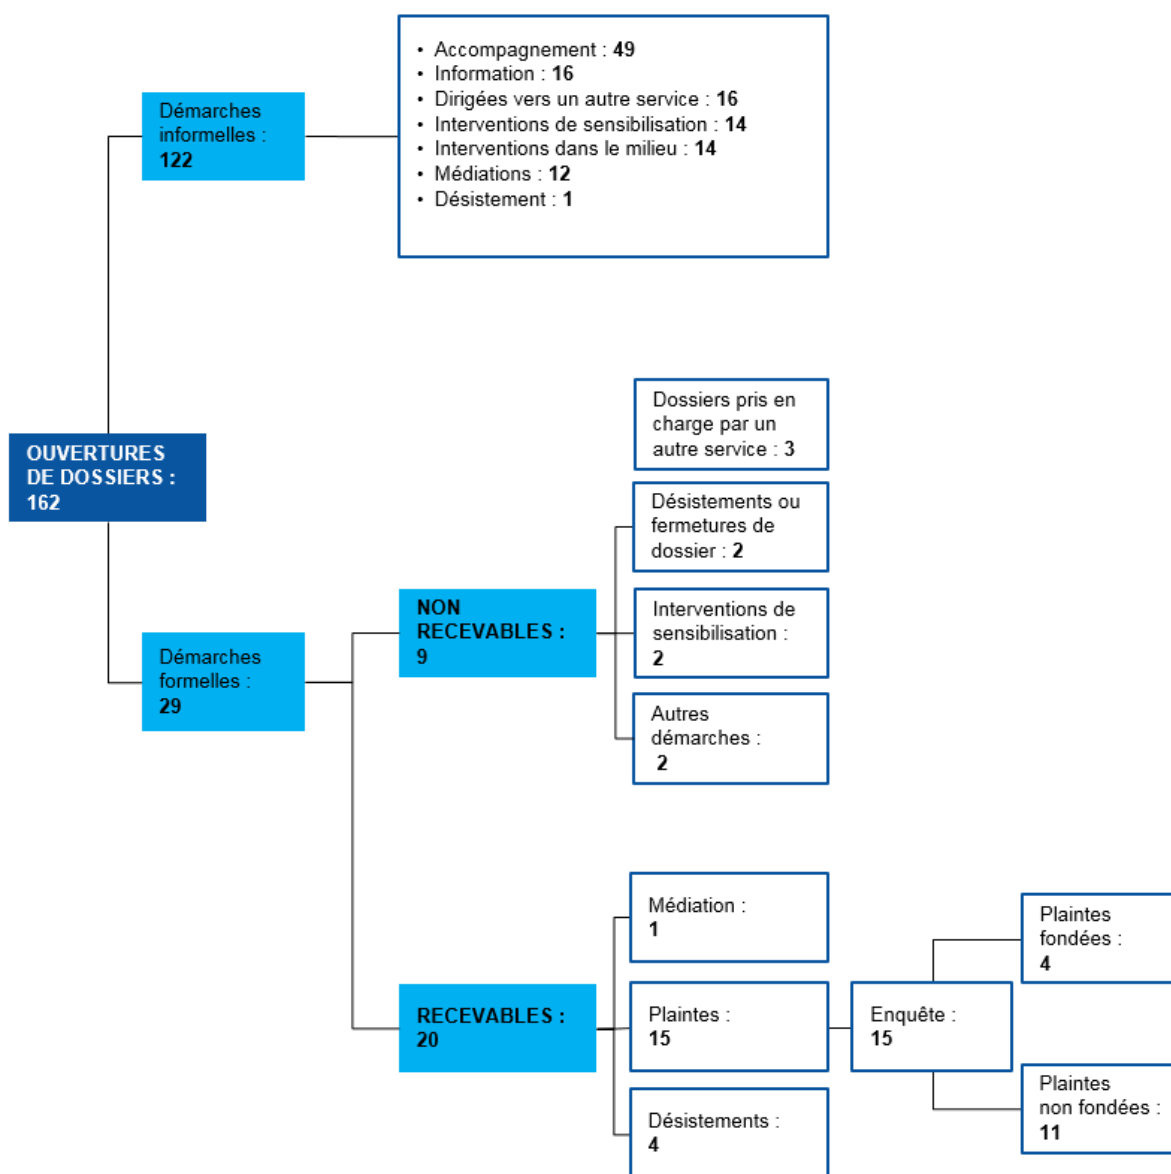 • Accompagnement : 49
• Information : 16
• Dirigées vers un autre service : 16
• Interventions de sensibilisation : 14
• Interventions dans le milieu : 14
• Médiations : 12
• Désistement : 1
Démarches
informelles :
122
OUVERTURES
DE DOSSIERS :
162
Démarches
formelles :
29
NON
RECEVABLES :
9
Dossiers pris en
charge par un
autre service : 3
Désistements ou
fermetures de
dossier : 2
Interventions de
sensibilisation :
2
Autres
démarches :
2
RECEVABLES :
20
Médiation :
1
Plaintes :
15
Désistements :
4
Enquête :
15
Plaintes
fondées :
4
Plaintes
non fondées :
11